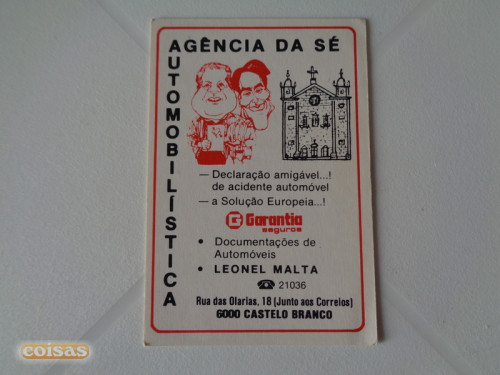 AGÊNCIA DA SÉ
AUTOMOBILÍSTICA
— Declaração amigável...!
de acidente automóvel
— a Solução Europeia...!
G Garantia
seguros
• Documentações de
Automóveis
• LEONEL MALTA
☎ 21036
Rua das Olarias, 18 (Junto aos Correios)
6000 CASTELO BRANCO
coisas